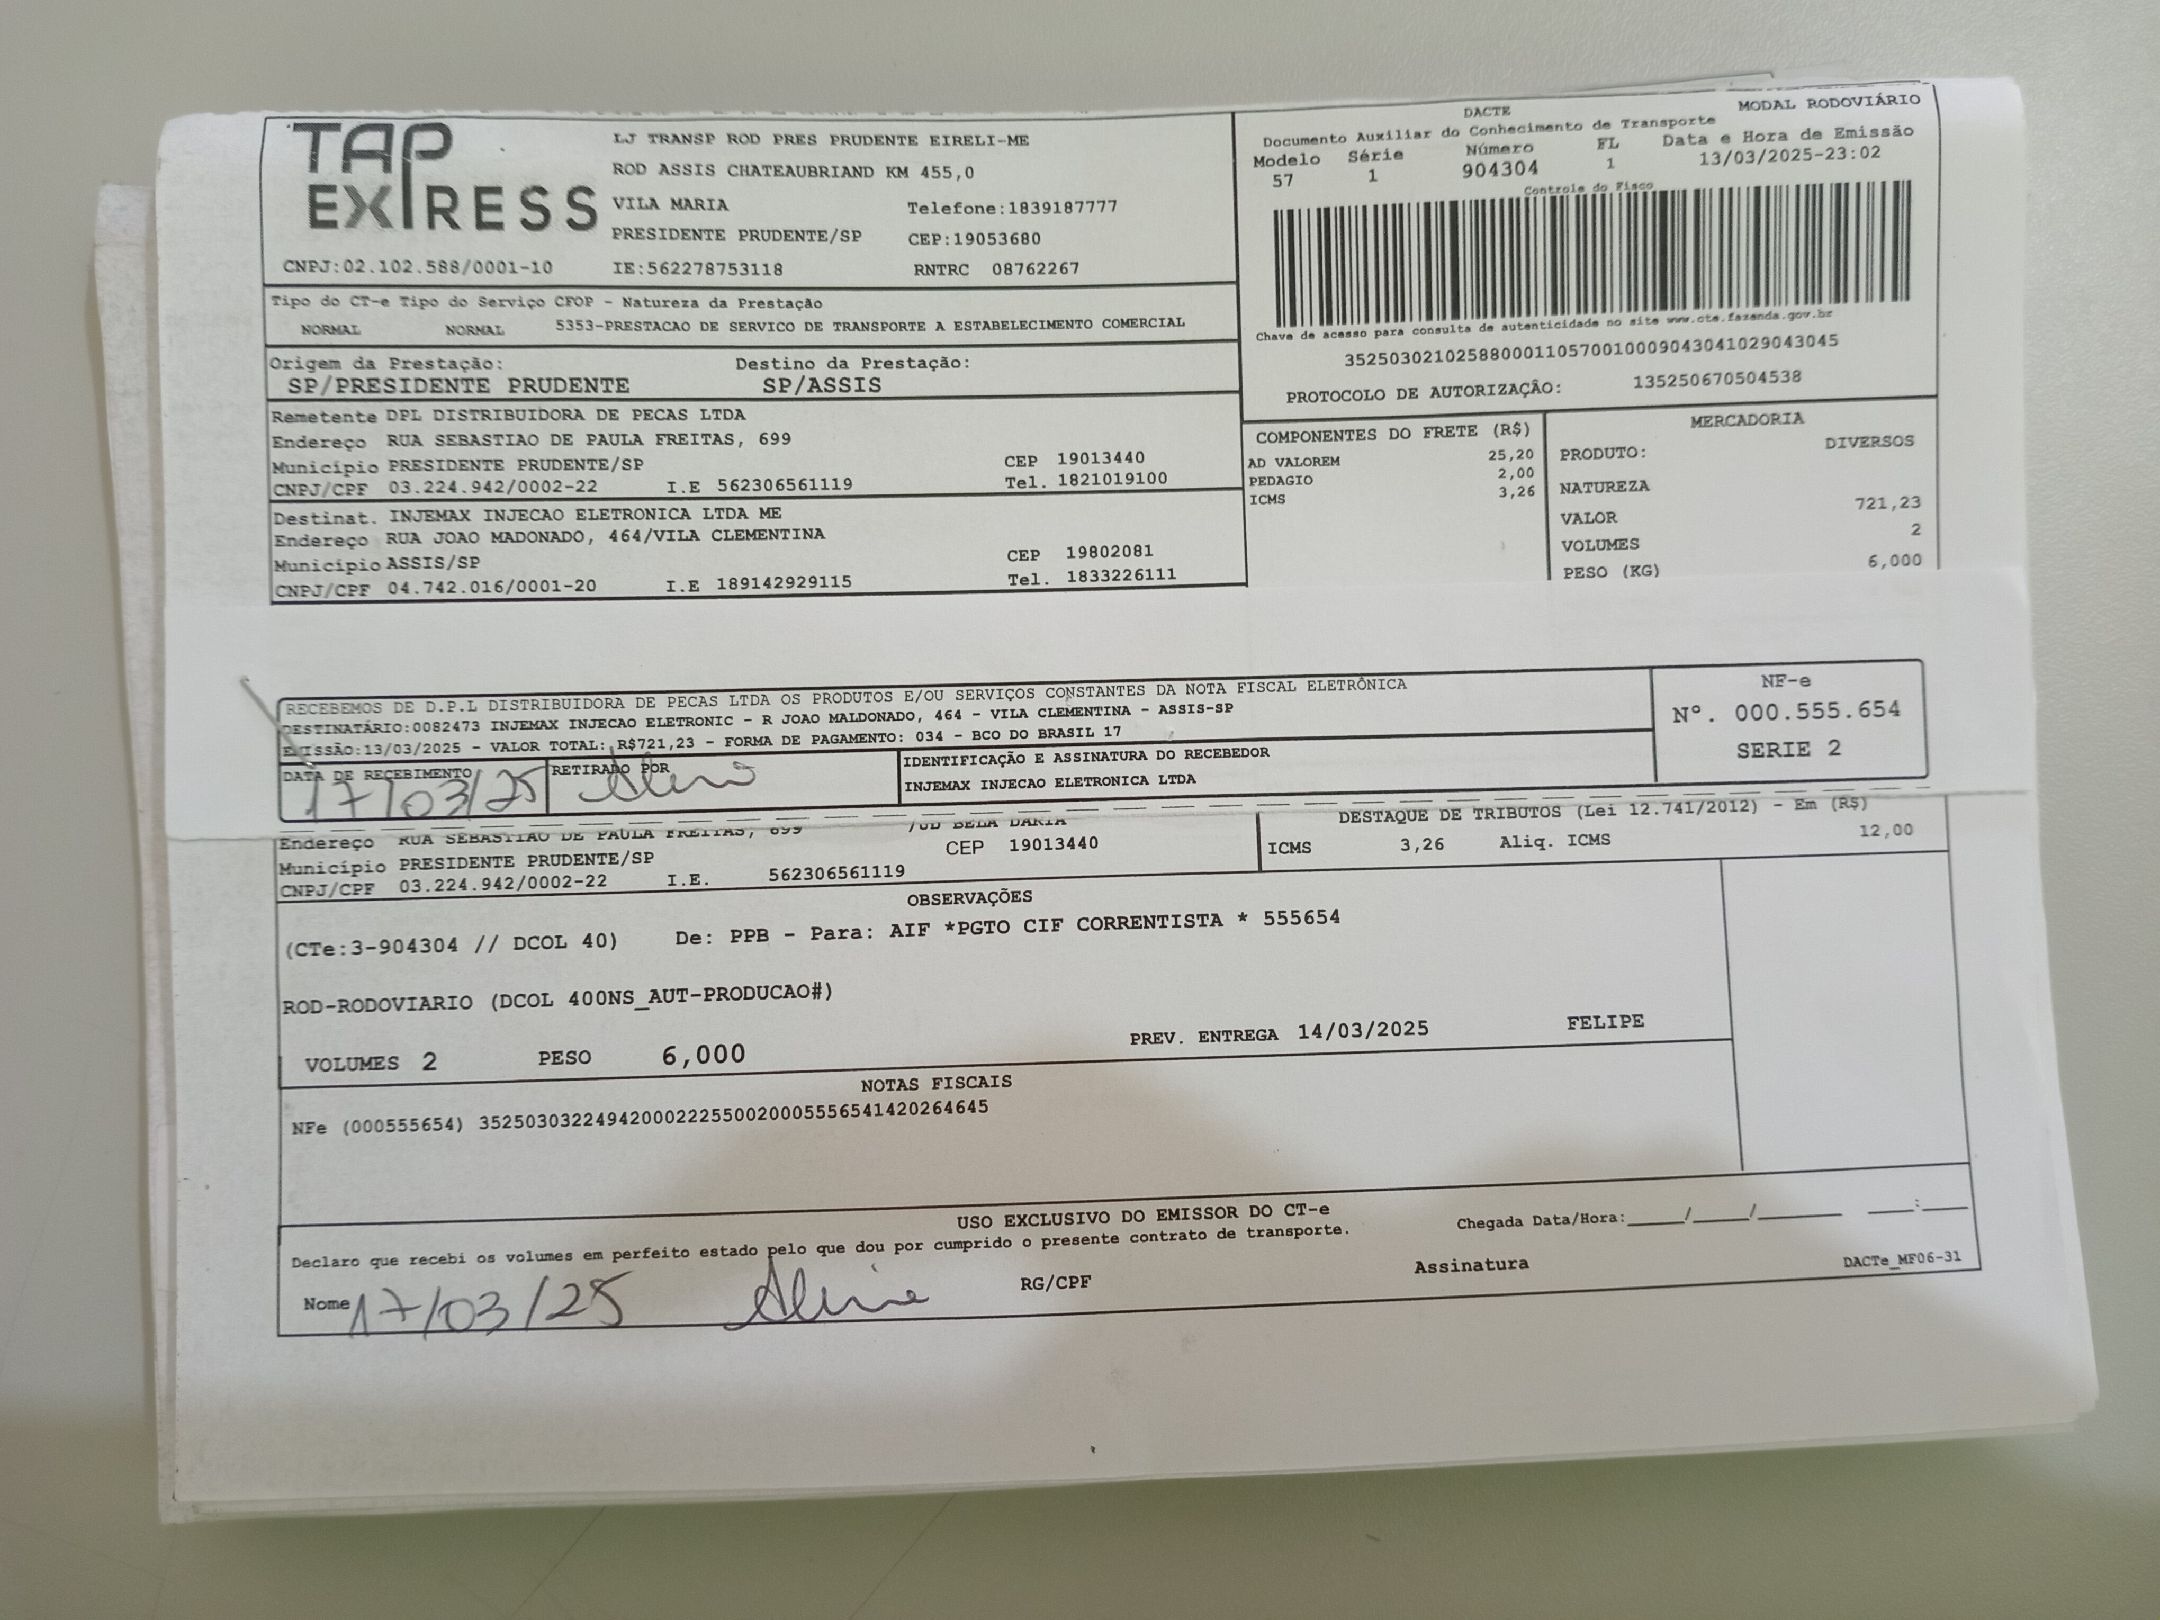 TAP EXPRESS
LJ TRANSP ROD PRES PRUDENTE EIRELI-ME
ROD ASSIS CHATEAUBRIAND KM 455,0
VILA MARIA Telefone:1839187777
PRESIDENTE PRUDENTE/SP CEP:19053680
CNPJ:02.102.588/0001-10 IE:562278753118 RNTRC 08762267
DACTE MODAL RODOVIÁRIO
Documento Auxiliar do Conhecimento de Transporte
Modelo Série Número FL Data e Hora de Emissão
57 1 904304 1 13/03/2025-23:02
Controle do Fisco
Chave de acesso para consulta de autenticidade no site www.cte.fazenda.gov.br
35250302102588000110570010009043041029043045
PROTOCOLO DE AUTORIZAÇÃO: 135250670504538
Tipo do CT-e Tipo do Serviço CFOP - Natureza da Prestação
NORMAL NORMAL 5353-PRESTACAO DE SERVICO DE TRANSPORTE A ESTABELECIMENTO COMERCIAL
Origem da Prestação: Destino da Prestação:
SP/PRESIDENTE PRUDENTE SP/ASSIS
Remetente DPL DISTRIBUIDORA DE PECAS LTDA
Endereço RUA SEBASTIAO DE PAULA FREITAS, 699
Município PRESIDENTE PRUDENTE/SP CEP 19013440
CNPJ/CPF 03.224.942/0002-22 I.E 562306561119 Tel. 1821019100
Destinat. INJEMAX INJECAO ELETRONICA LTDA ME
Endereço RUA JOAO MADONADO, 464/VILA CLEMENTINA
Município ASSIS/SP CEP 19802081
CNPJ/CPF 04.742.016/0001-20 I.E 189142929115 Tel. 1833226111
COMPONENTES DO FRETE (R$)
AD VALOREM 25,20
PEDAGIO 2,00
ICMS 3,26
MERCADORIA
PRODUTO: DIVERSOS
NATUREZA
VALOR 721,23
VOLUMES 2
PESO (KG) 6,000
RECEBEMOS DE D.P.L DISTRIBUIDORA DE PECAS LTDA OS PRODUTOS E/OU SERVIÇOS CONSTANTES DA NOTA FISCAL ELETRÔNICA
DESTINATÁRIO:0082473 INJEMAX INJECAO ELETRONIC - R JOAO MALDONADO, 464 - VILA CLEMENTINA - ASSIS-SP
EMISSÃO:13/03/2025 - VALOR TOTAL: R$721,23 - FORMA DE PAGAMENTO: 034 - BCO DO BRASIL 17
NF-e
N°. 000.555.654
SERIE 2
DATA DE RECEBIMENTO RETIRADO POR IDENTIFICAÇÃO E ASSINATURA DO RECEBEDOR
17/03/25 Aline INJEMAX INJECAO ELETRONICA LTDA
Endereço RUA SEBASTIAO DE PAULA FREITAS, 699
Município PRESIDENTE PRUDENTE/SP CEP 19013440
CNPJ/CPF 03.224.942/0002-22 I.E. 562306561119
DESTAQUE DE TRIBUTOS (Lei 12.741/2012) - Em (R$)
ICMS 3,26 Aliq. ICMS 12,00
OBSERVAÇÕES
(CTe:3-904304 // DCOL 40) De: PPB - Para: AIF *PGTO CIF CORRENTISTA * 555654
ROD-RODOVIARIO (DCOL 400NS_AUT-PRODUCAO#)
VOLUMES 2 PESO 6,000 PREV. ENTREGA 14/03/2025 FELIPE
NOTAS FISCAIS
NFe (000555654) 35250303224942000222550020005556541420264645
USO EXCLUSIVO DO EMISSOR DO CT-e
Declaro que recebi os volumes em perfeito estado pelo que dou por cumprido o presente contrato de transporte. Chegada Data/Hora:____/____/______ ___:___
Nome 17/03/25 Aline RG/CPF Assinatura DACTe_MF06-31